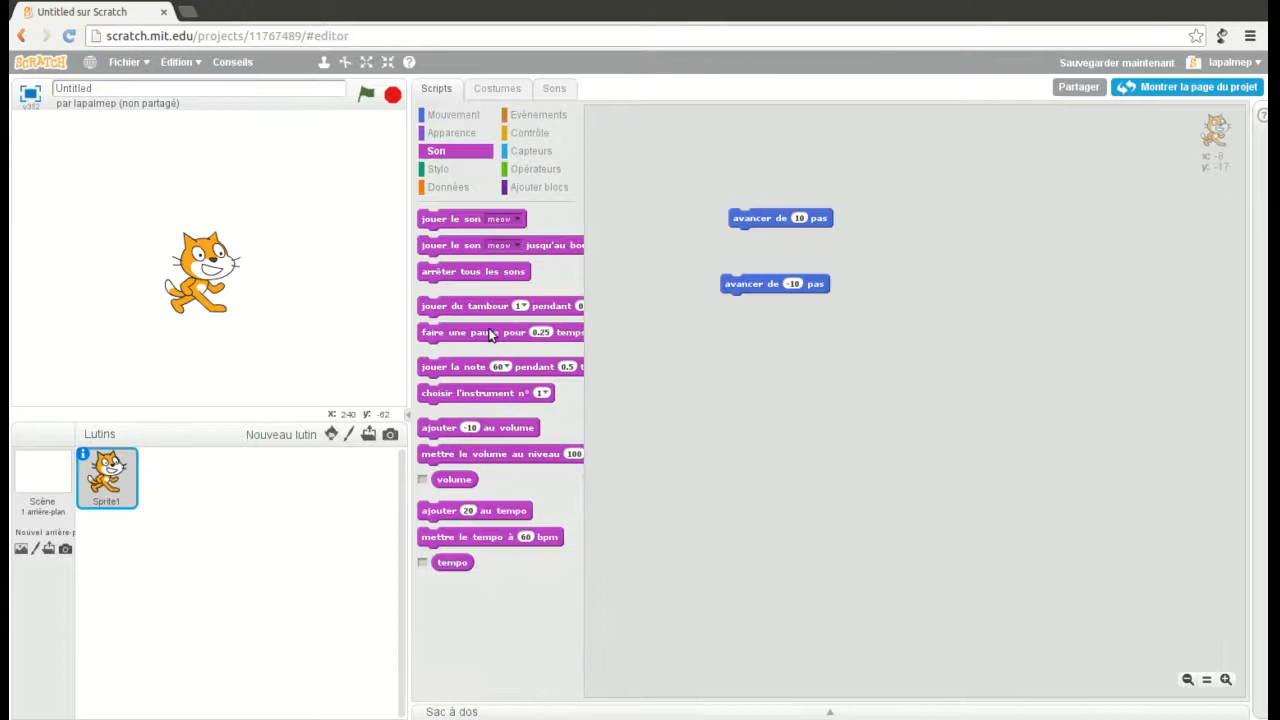 Untitled sur Scratch
scratch.mit.edu/projects/11767489/#editor
SCRATCH Fichier Edition Conseils Sauvegarder maintenant lapalmep
Untitled
par lapalmep (non partagé)
v352
Scripts Costumes Sons Partager Montrer la page du projet
Mouvement Evènements
Apparence Contrôle
Son Capteurs
Stylo Opérateurs
Données Ajouter blocs
x: -8
y: -17
jouer le son meow
jouer le son meow jusqu'au bou
arrêter tous les sons
jouer du tambour 1 pendant 0
faire une pause pour 0.25 temps
jouer la note 60 pendant 0.5 t
choisir l'instrument n° 1
ajouter -10 au volume
mettre le volume au niveau 100
volume
ajouter 20 au tempo
mettre le tempo à 60 bpm
tempo
avancer de 10 pas
avancer de -10 pas
x: 240 y: -62
Lutins Nouveau lutin
Scène
1 arrière-plan
Sprite1
Nouvel arrière-p
Sac à dos